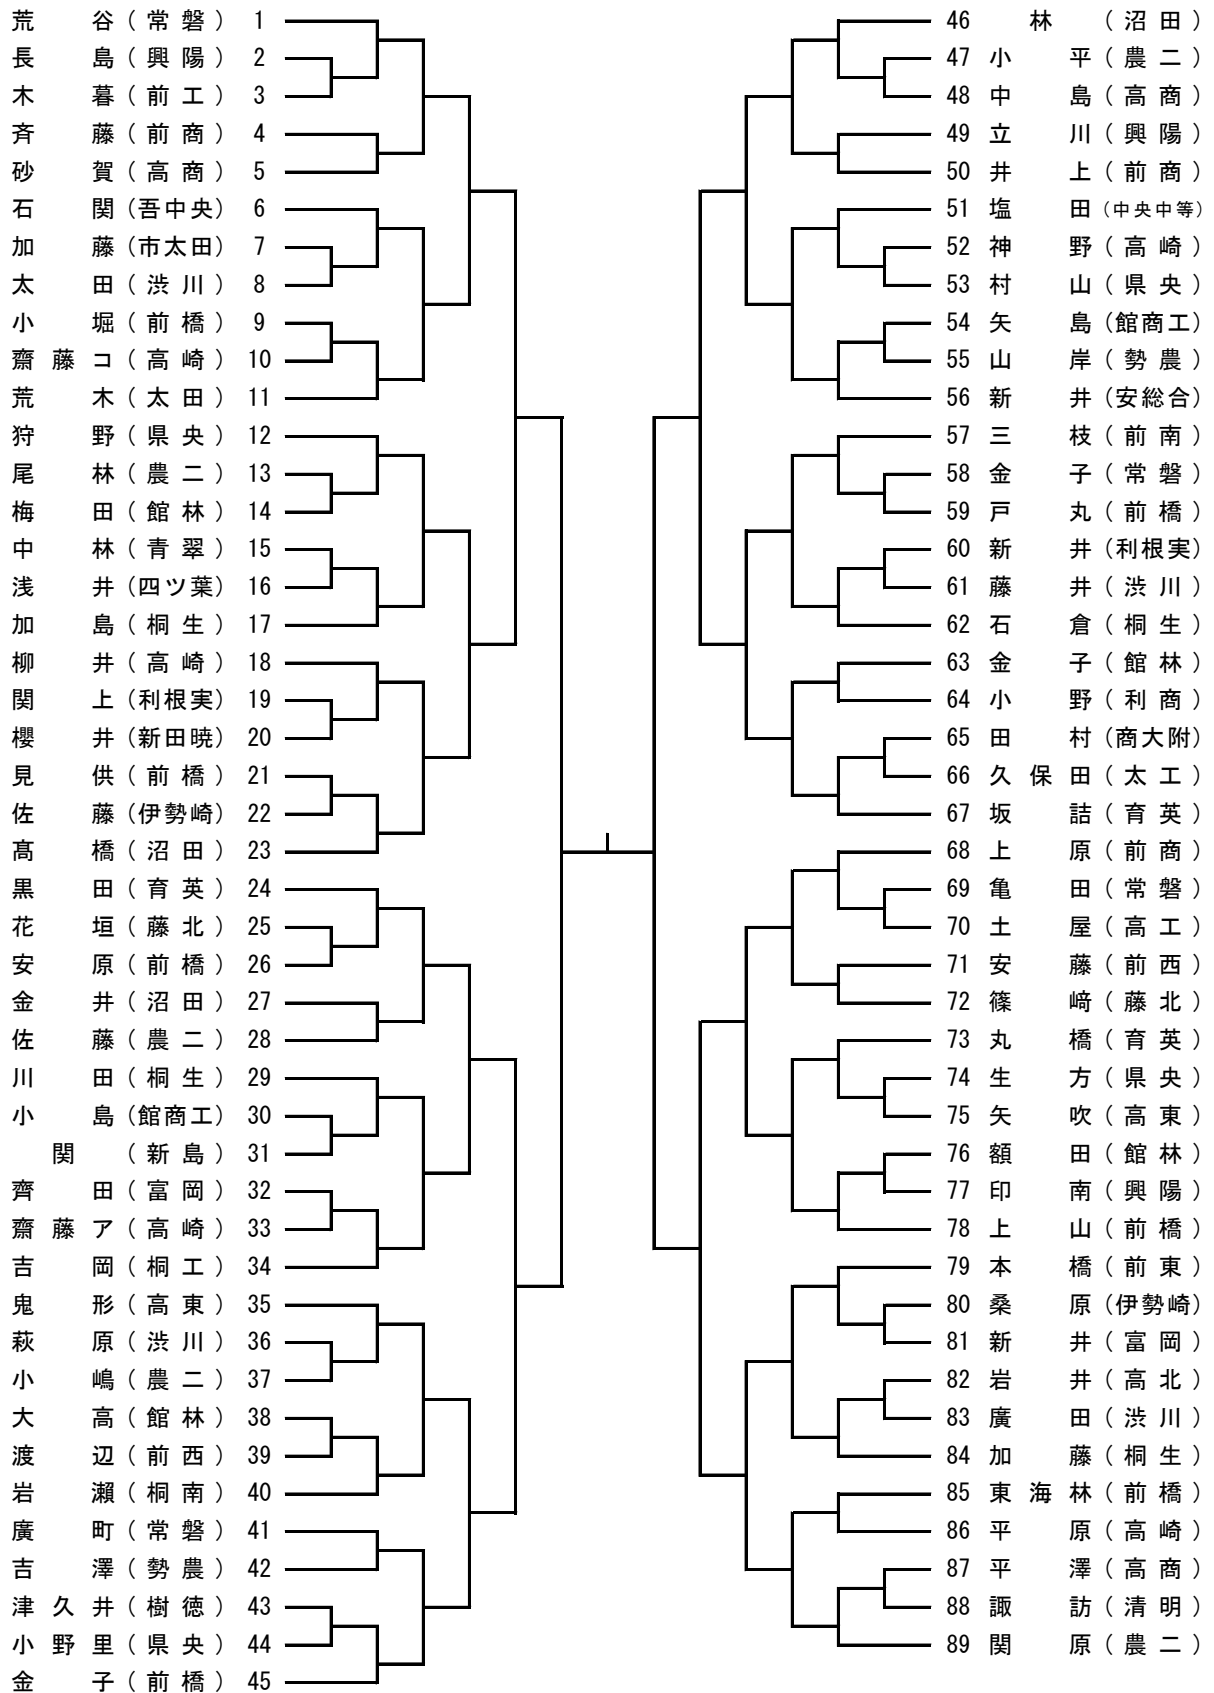 荒谷(常磐) 1
長島(興陽) 2
木暮(前工) 3
斉藤(前商) 4
砂賀(高商) 5
石関(吾中央) 6
加藤(市太田) 7
太田(渋川) 8
小堀(前橋) 9
齋藤コ(高崎) 10
荒木(太田) 11
狩野(県央) 12
尾林(農二) 13
梅田(館林) 14
中林(青翠) 15
浅井(四ツ葉) 16
加島(桐生) 17
柳井(高崎) 18
関上(利根実) 19
櫻井(新田暁) 20
見供(前橋) 21
佐藤(伊勢崎) 22
髙橋(沼田) 23
黒田(育英) 24
花垣(藤北) 25
安原(前橋) 26
金井(沼田) 27
佐藤(農二) 28
川田(桐生) 29
小島(館商工) 30
関(新島) 31
齊田(富岡) 32
齋藤ア(高崎) 33
吉岡(桐工) 34
鬼形(高東) 35
萩原(渋川) 36
小嶋(農二) 37
大高(館林) 38
渡辺(前西) 39
岩瀨(桐南) 40
廣町(常磐) 41
吉澤(勢農) 42
津久井(樹徳) 43
小野里(県央) 44
金子(前橋) 45
46 林(沼田)
47 小平(農二)
48 中島(高商)
49 立川(興陽)
50 井上(前商)
51 塩田(中央中等)
52 神野(高崎)
53 村山(県央)
54 矢島(館商工)
55 山岸(勢農)
56 新井(安総合)
57 三枝(前南)
58 金子(常磐)
59 戸丸(前橋)
60 新井(利根実)
61 藤井(渋川)
62 石倉(桐生)
63 金子(館林)
64 小野(利商)
65 田村(商大附)
66 久保田(太工)
67 坂詰(育英)
68 上原(前商)
69 亀田(常磐)
70 土屋(高工)
71 安藤(前西)
72 篠﨑(藤北)
73 丸橋(育英)
74 生方(県央)
75 矢吹(高東)
76 額田(館林)
77 印南(興陽)
78 上山(前橋)
79 本橋(前東)
80 桑原(伊勢崎)
81 新井(富岡)
82 岩井(高北)
83 廣田(渋川)
84 加藤(桐生)
85 東海林(前橋)
86 平原(高崎)
87 平澤(高商)
88 諏訪(清明)
89 関原(農二)